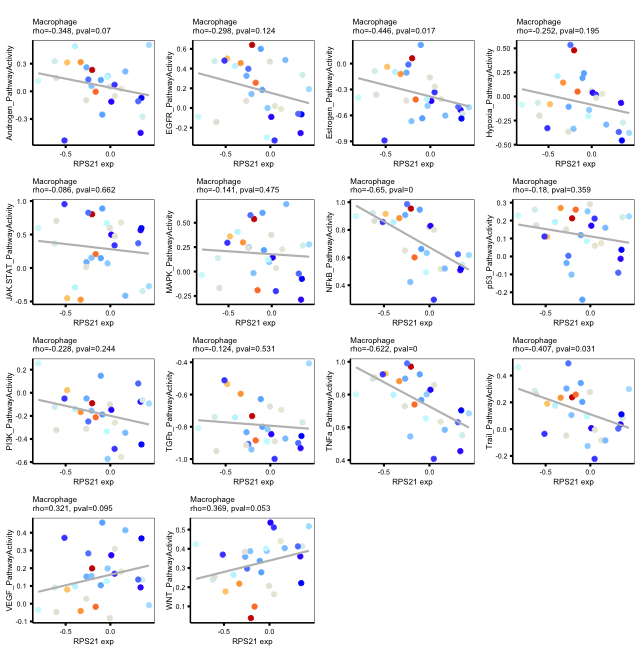 Macrophage
rho=-0.348, pval=0.07
Androgen_PathwayActivity
0.3
0.0
-0.3
-0.5
0.0
RPS21 exp
Macrophage
rho=-0.298, pval=0.124
EGFR_PathwayActivity
0.6
0.4
0.2
0.0
-0.2
-0.5
0.0
RPS21 exp
Macrophage
rho=-0.446, pval=0.017
Estrogen_PathwayActivity
0.0
-0.3
-0.6
-0.9
-0.5
0.0
RPS21 exp
Macrophage
rho=-0.252, pval=0.195
Hypoxia_PathwayActivity
0.50
0.25
0.00
-0.25
-0.50
-0.5
0.0
RPS21 exp
Macrophage
rho=-0.086, pval=0.662
JAK-STAT_PathwayActivity
1.0
0.5
0.0
-0.5
-0.5
0.0
RPS21 exp
Macrophage
rho=-0.141, pval=0.475
MAPK_PathwayActivity
0.50
0.25
0.00
-0.25
-0.5
0.0
RPS21 exp
Macrophage
rho=-0.65, pval=0
NFkB_PathwayActivity
1.0
0.8
0.6
0.4
-0.5
0.0
RPS21 exp
Macrophage
rho=-0.18, pval=0.359
p53_PathwayActivity
0.3
0.2
0.1
0.0
-0.1
-0.2
-0.5
0.0
RPS21 exp
Macrophage
rho=-0.228, pval=0.244
PI3K_PathwayActivity
0.2
0.0
-0.2
-0.4
-0.6
-0.5
0.0
RPS21 exp
Macrophage
rho=-0.124, pval=0.531
TGFb_PathwayActivity
-0.4
-0.6
-0.8
-1.0
-0.5
0.0
RPS21 exp
Macrophage
rho=-0.622, pval=0
TNFa_PathwayActivity
1.0
0.8
0.6
0.4
-0.5
0.0
RPS21 exp
Macrophage
rho=-0.407, pval=0.031
Trail_PathwayActivity
0.4
0.2
0.0
-0.2
-0.5
0.0
RPS21 exp
Macrophage
rho=0.321, pval=0.095
VEGF_PathwayActivity
0.4
0.3
0.2
0.1
0.0
-0.1
-0.5
0.0
RPS21 exp
Macrophage
rho=0.369, pval=0.053
WNT_PathwayActivity
0.5
0.4
0.3
0.2
0.1
-0.5
0.0
RPS21 exp